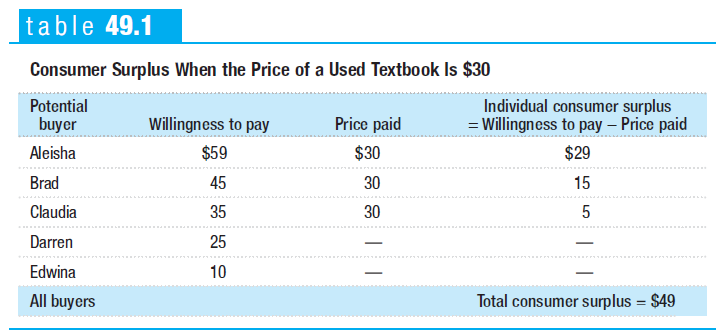 table 49.1
Consumer Surplus When the Price of a Used Textbook Is $30
Potential buyer Willingness to pay Price paid Individual consumer surplus = Willingness to pay – Price paid
Aleisha $59 $30 $29
Brad 45 30 15
Claudia 35 30 5
Darren 25 — —
Edwina 10 — —
All buyers Total consumer surplus = $49